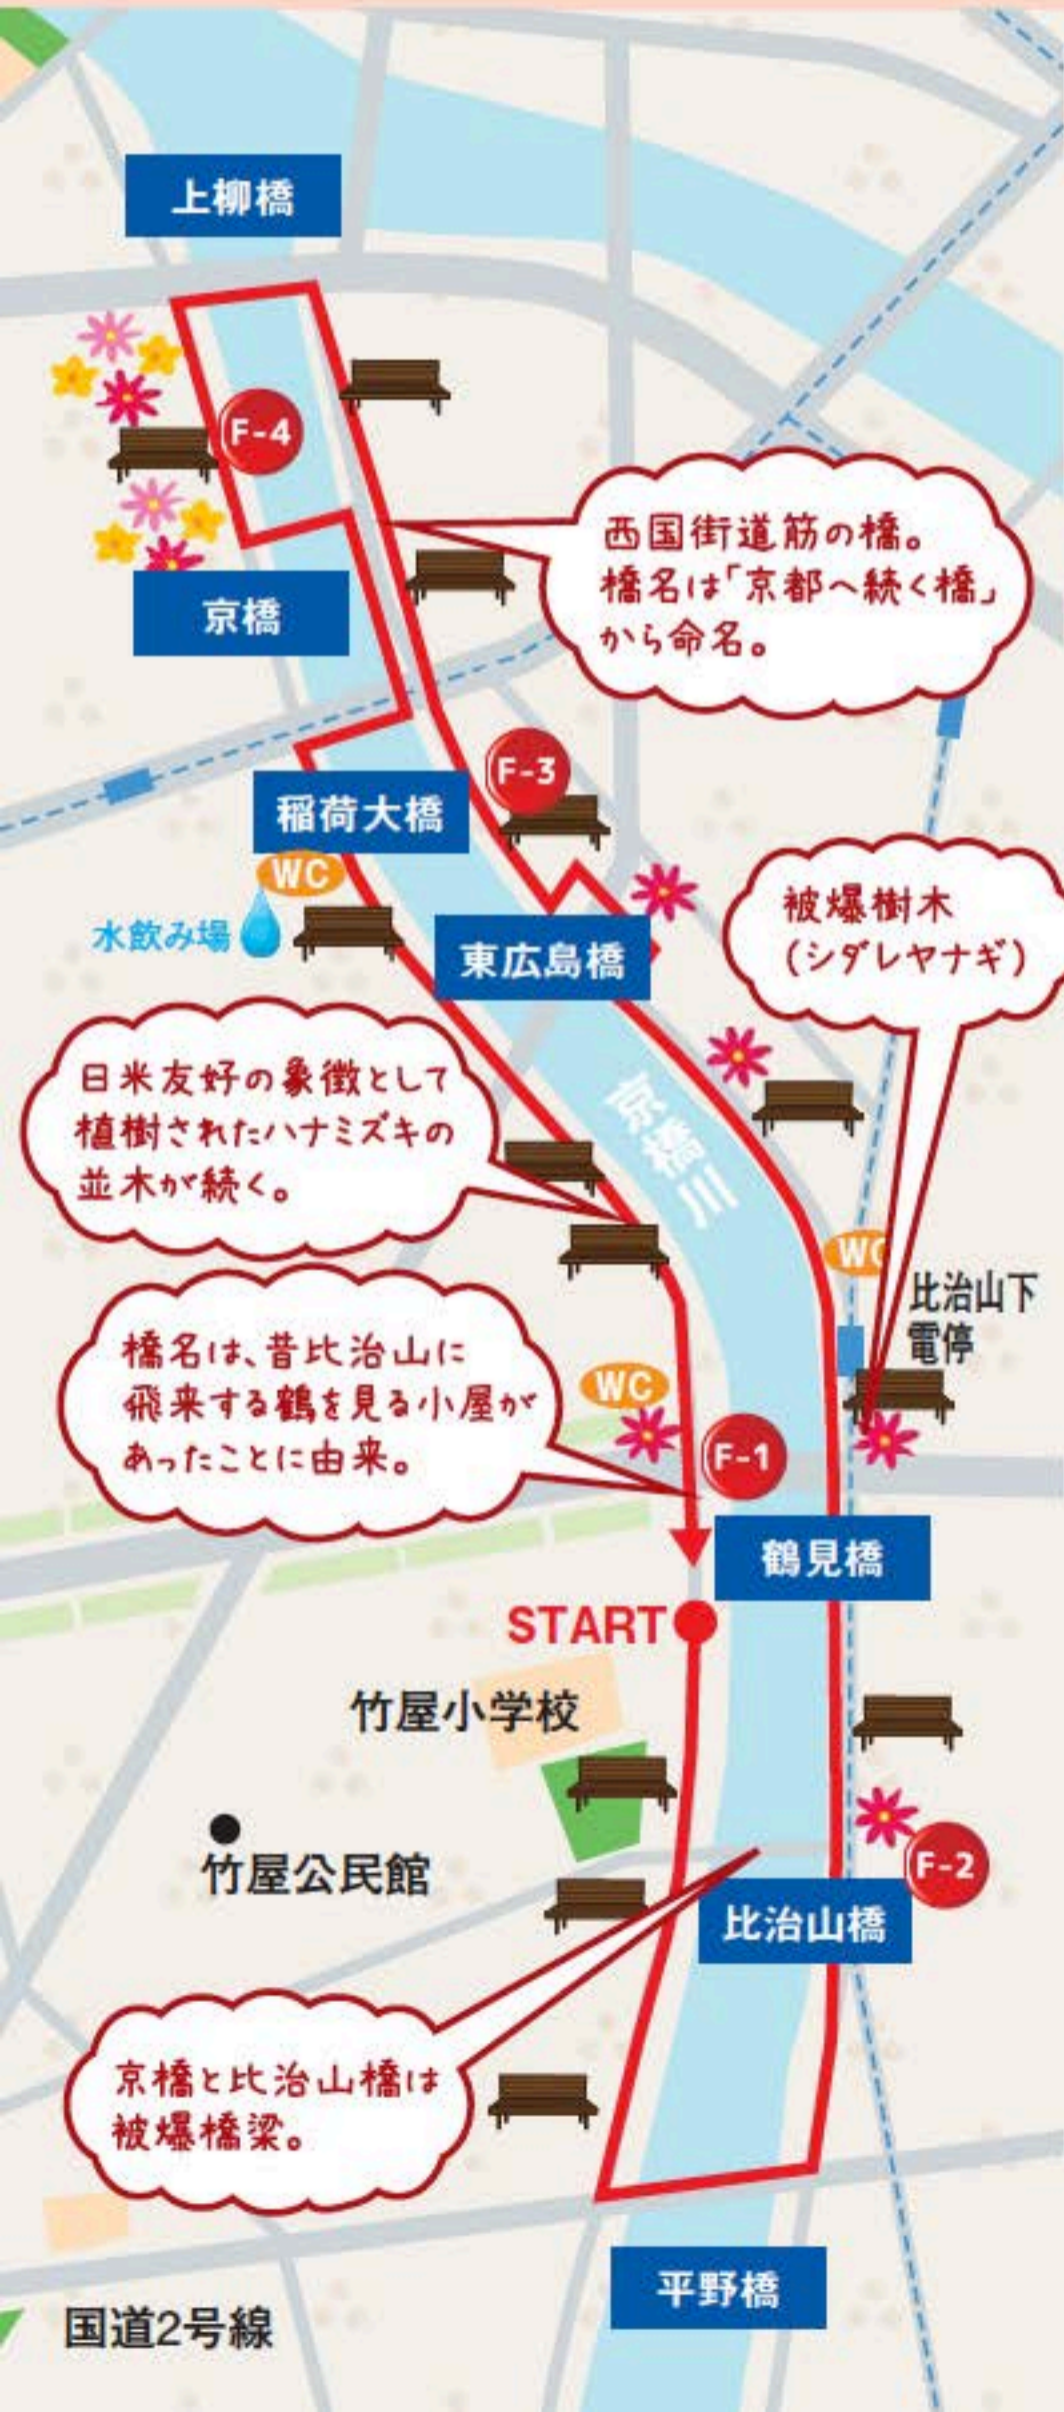 上柳橋
F-4
西国街道筋の橋。
橋名は「京都へ続く橋」
から命名。
京橋
F-3
稲荷大橋
WC
水飲み場
東広島橋
被爆樹木
(シダレヤナギ)
日米友好の象徴として
植樹されたハナミズキの
並木が続く。
京橋川
WC
比治山下
電停
橋名は、昔比治山に
飛来する鶴を見る小屋が
あったことに由来。
WC
F-1
鶴見橋
START
竹屋小学校
竹屋公民館
F-2
比治山橋
京橋と比治山橋は
被爆橋梁。
平野橋
国道2号線